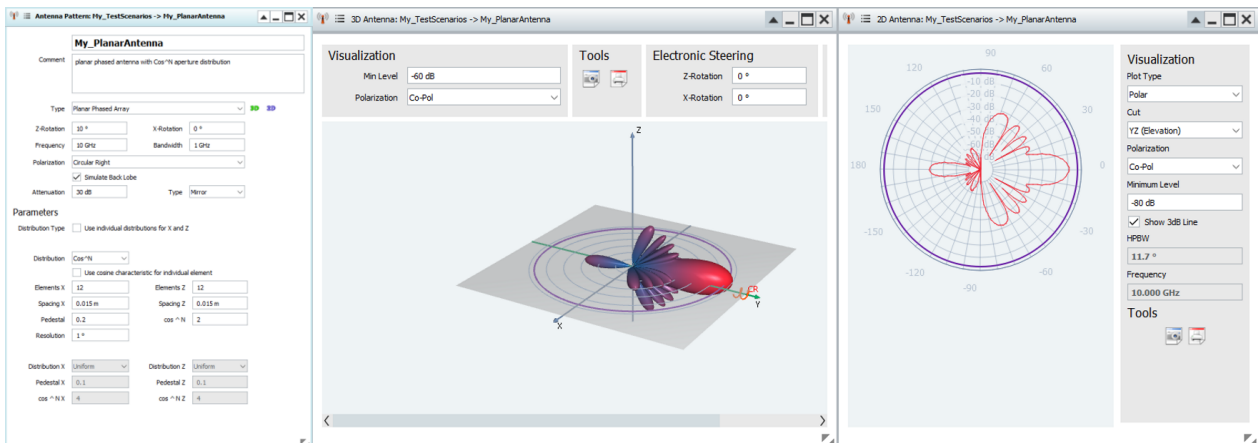 Antenna Pattern: My_TestScenarios -> My_PlanarAntenna
My_PlanarAntenna
Comment planar phased antenna with Cos^N aperture distribution
Type Planar Phased Array 3D 2D
Z-Rotation 10 ° X-Rotation 0 °
Frequency 10 GHz Bandwidth 1 GHz
Polarization Circular Right
Simulate Back Lobe
Attenuation 30 dB Type Mirror
Parameters
Distribution Type Use individual distributions for X and Z
Distribution Cos^N
Use cosine characteristic for individual element
Elements X 12 Elements Z 12
Spacing X 0.015 m Spacing Z 0.015 m
Pedestal 0.2 cos ^ N 2
Resolution 1 °
Distribution X Uniform Distribution Z Uniform
Pedestal X 0.1 Pedestal Z 0.1
cos ^ N X 4 cos ^ N Z 4
3D Antenna: My_TestScenarios -> My_PlanarAntenna
Visualization
Min Level -60 dB
Polarization Co-Pol
Tools
Electronic Steering
Z-Rotation 0 °
X-Rotation 0 °
Z
X
CR
Y
2D Antenna: My_TestScenarios -> My_PlanarAntenna
90
120 60
150 30
180 0
-150 -30
-120 -60
-90
-10 dB
-20 dB
-30 dB
-40 dB
-50 dB
Visualization
Plot Type
Polar
Cut
YZ (Elevation)
Polarization
Co-Pol
Minimum Level
-80 dB
Show 3dB Line
HPBW
11.7 °
Frequency
10.000 GHz
Tools